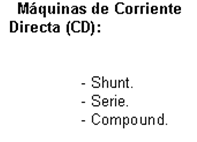 Máquinas de Corriente
Directa (CD):
- Shunt.
- Serie.
- Compound.